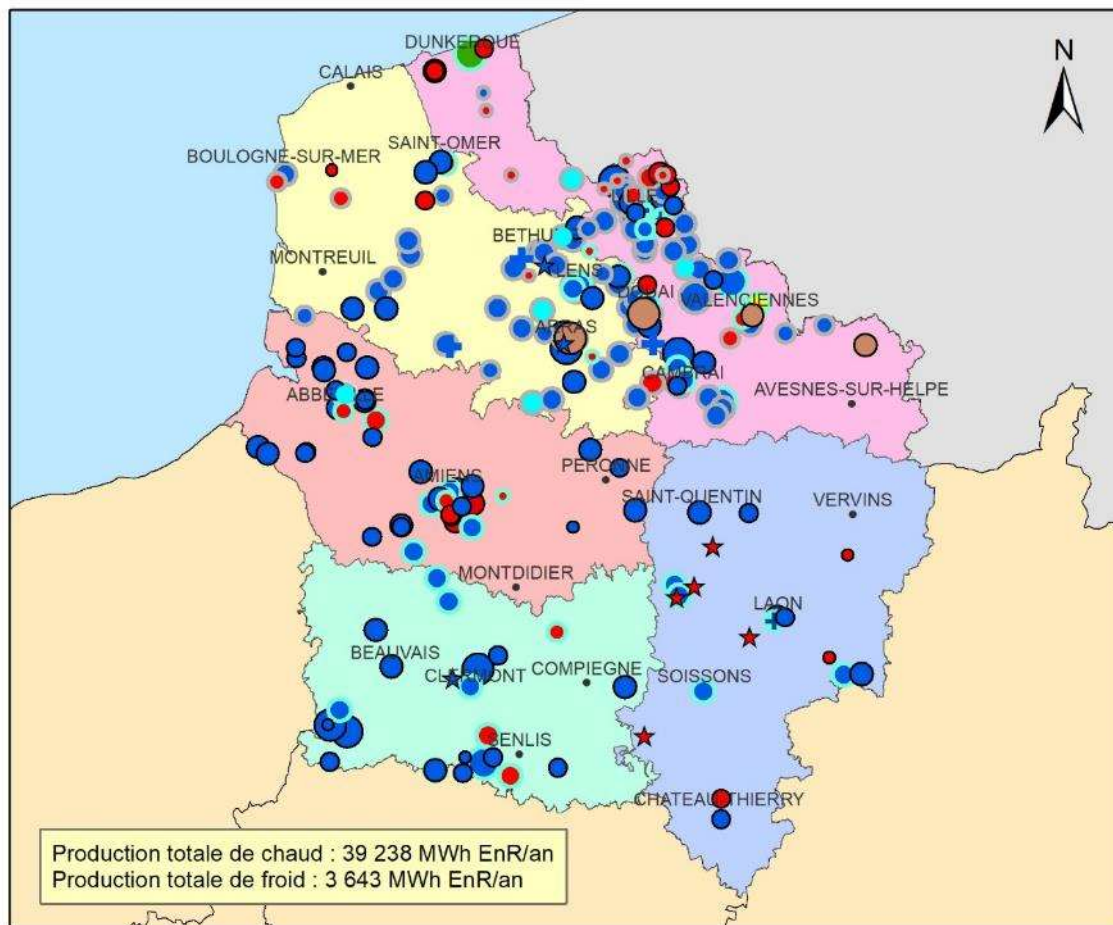 DUNKERQUE
N
CALAIS
SAINT-OMER
BOULOGNE-SUR-MER
LILLE
BETHUNE
LENS
MONTREUIL
DOUAI
VALENCIENNES
ARRAS
CAMBRAI
AVESNES-SUR-HELPE
ABBEVILLE
AMIENS
PERONNE
SAINT-QUENTIN
VERVINS
MONTDIDIER
LAON
BEAUVAIS
CLERMONT
COMPIEGNE
SOISSONS
SENLIS
CHATEAU-THIERRY
Production totale de chaud : 39 238 MWh EnR/an
Production totale de froid : 3 643 MWh EnR/an